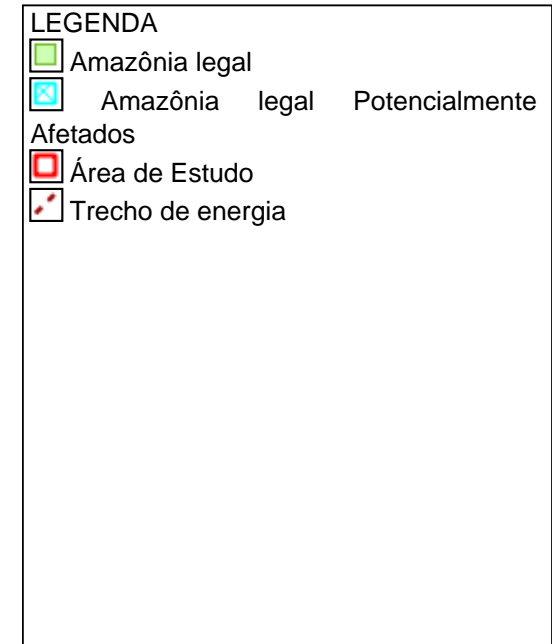 LEGENDA
Amazônia legal
Amazônia legal Potencialmente
Afetados
Área de Estudo
Trecho de energia